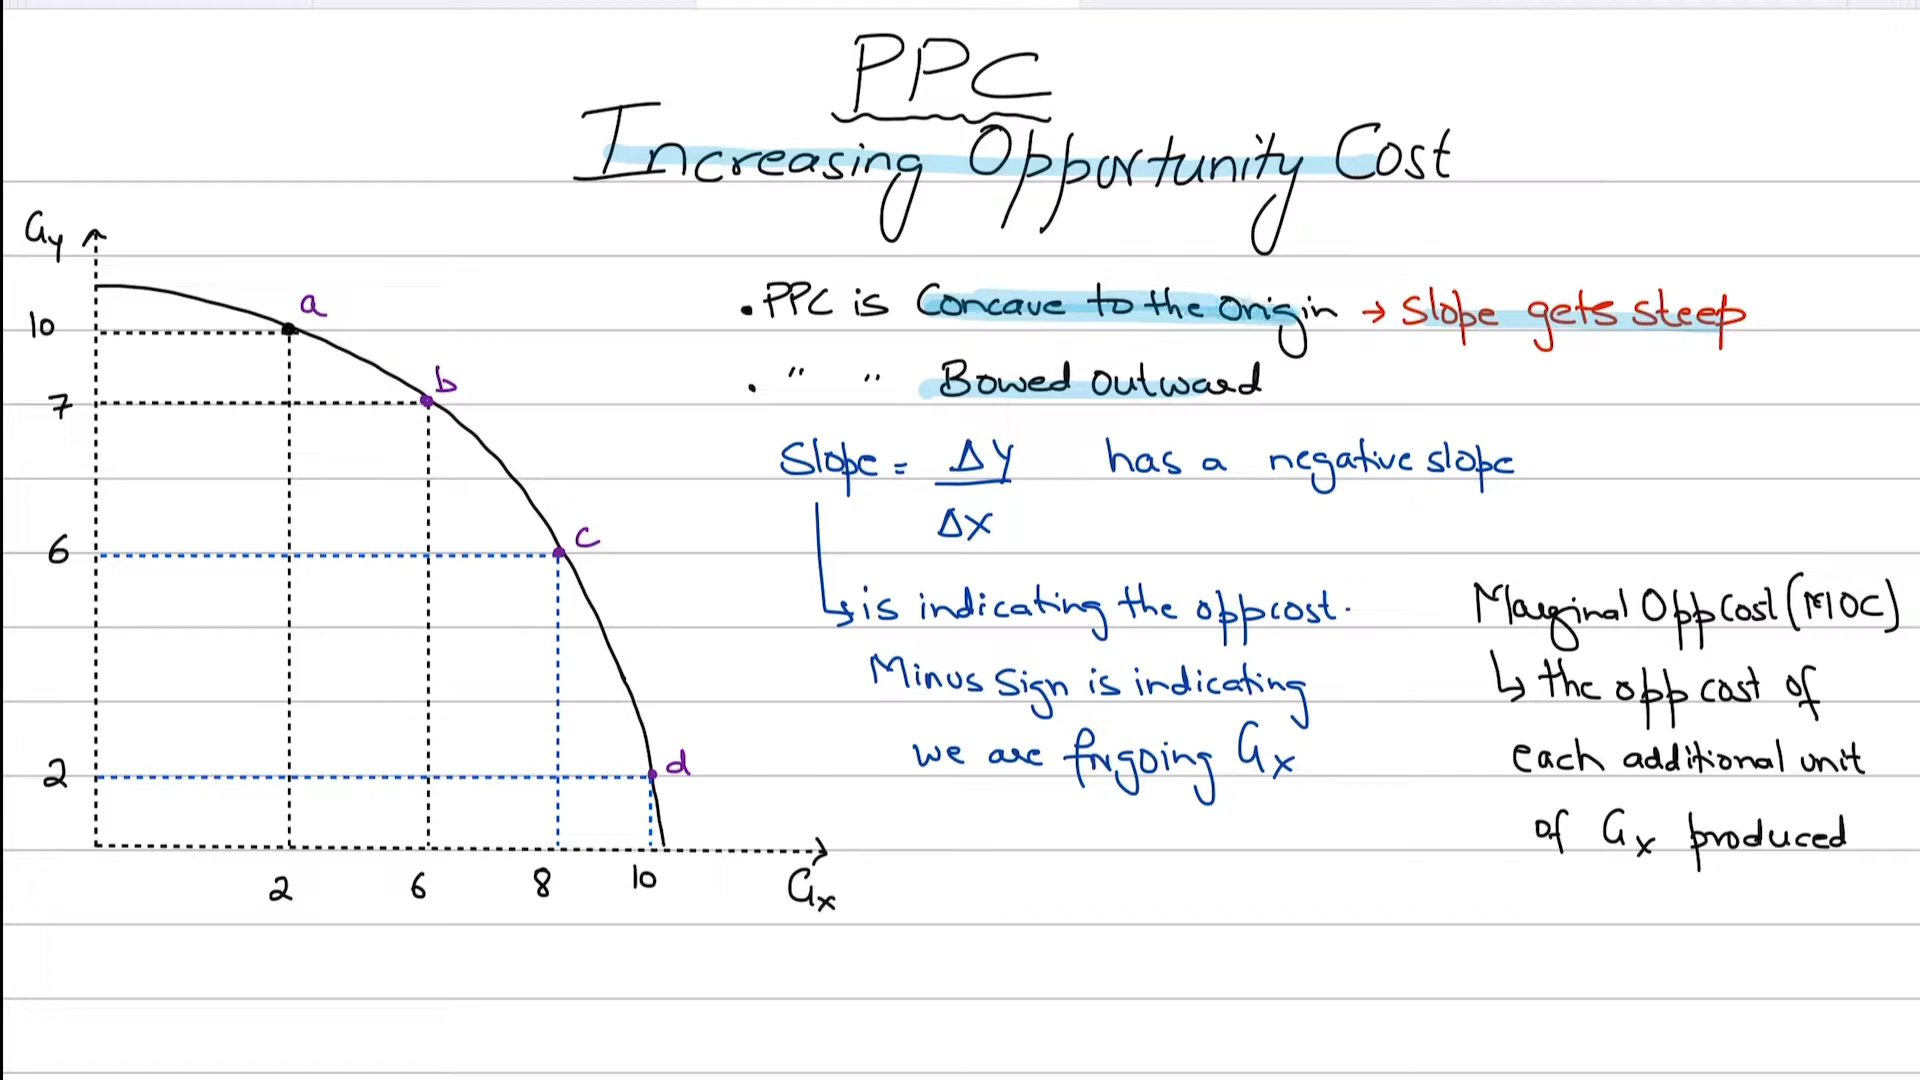 PPC
Increasing Opportunity Cost
Gy
a
10
b
7
c
6
d
2
2 6 8 10 Gx
• PPC is Concave to the Origin → Slope gets steep
• " " Bowed Outward
Slope = ΔY has a negative slope
ΔX
↳ is indicating the opp cost.
Minus Sign is indicating
we are forgoing Gx
Marginal Opp Cost (MOC)
↳ the opp cost of
each additional unit
of Gx produced